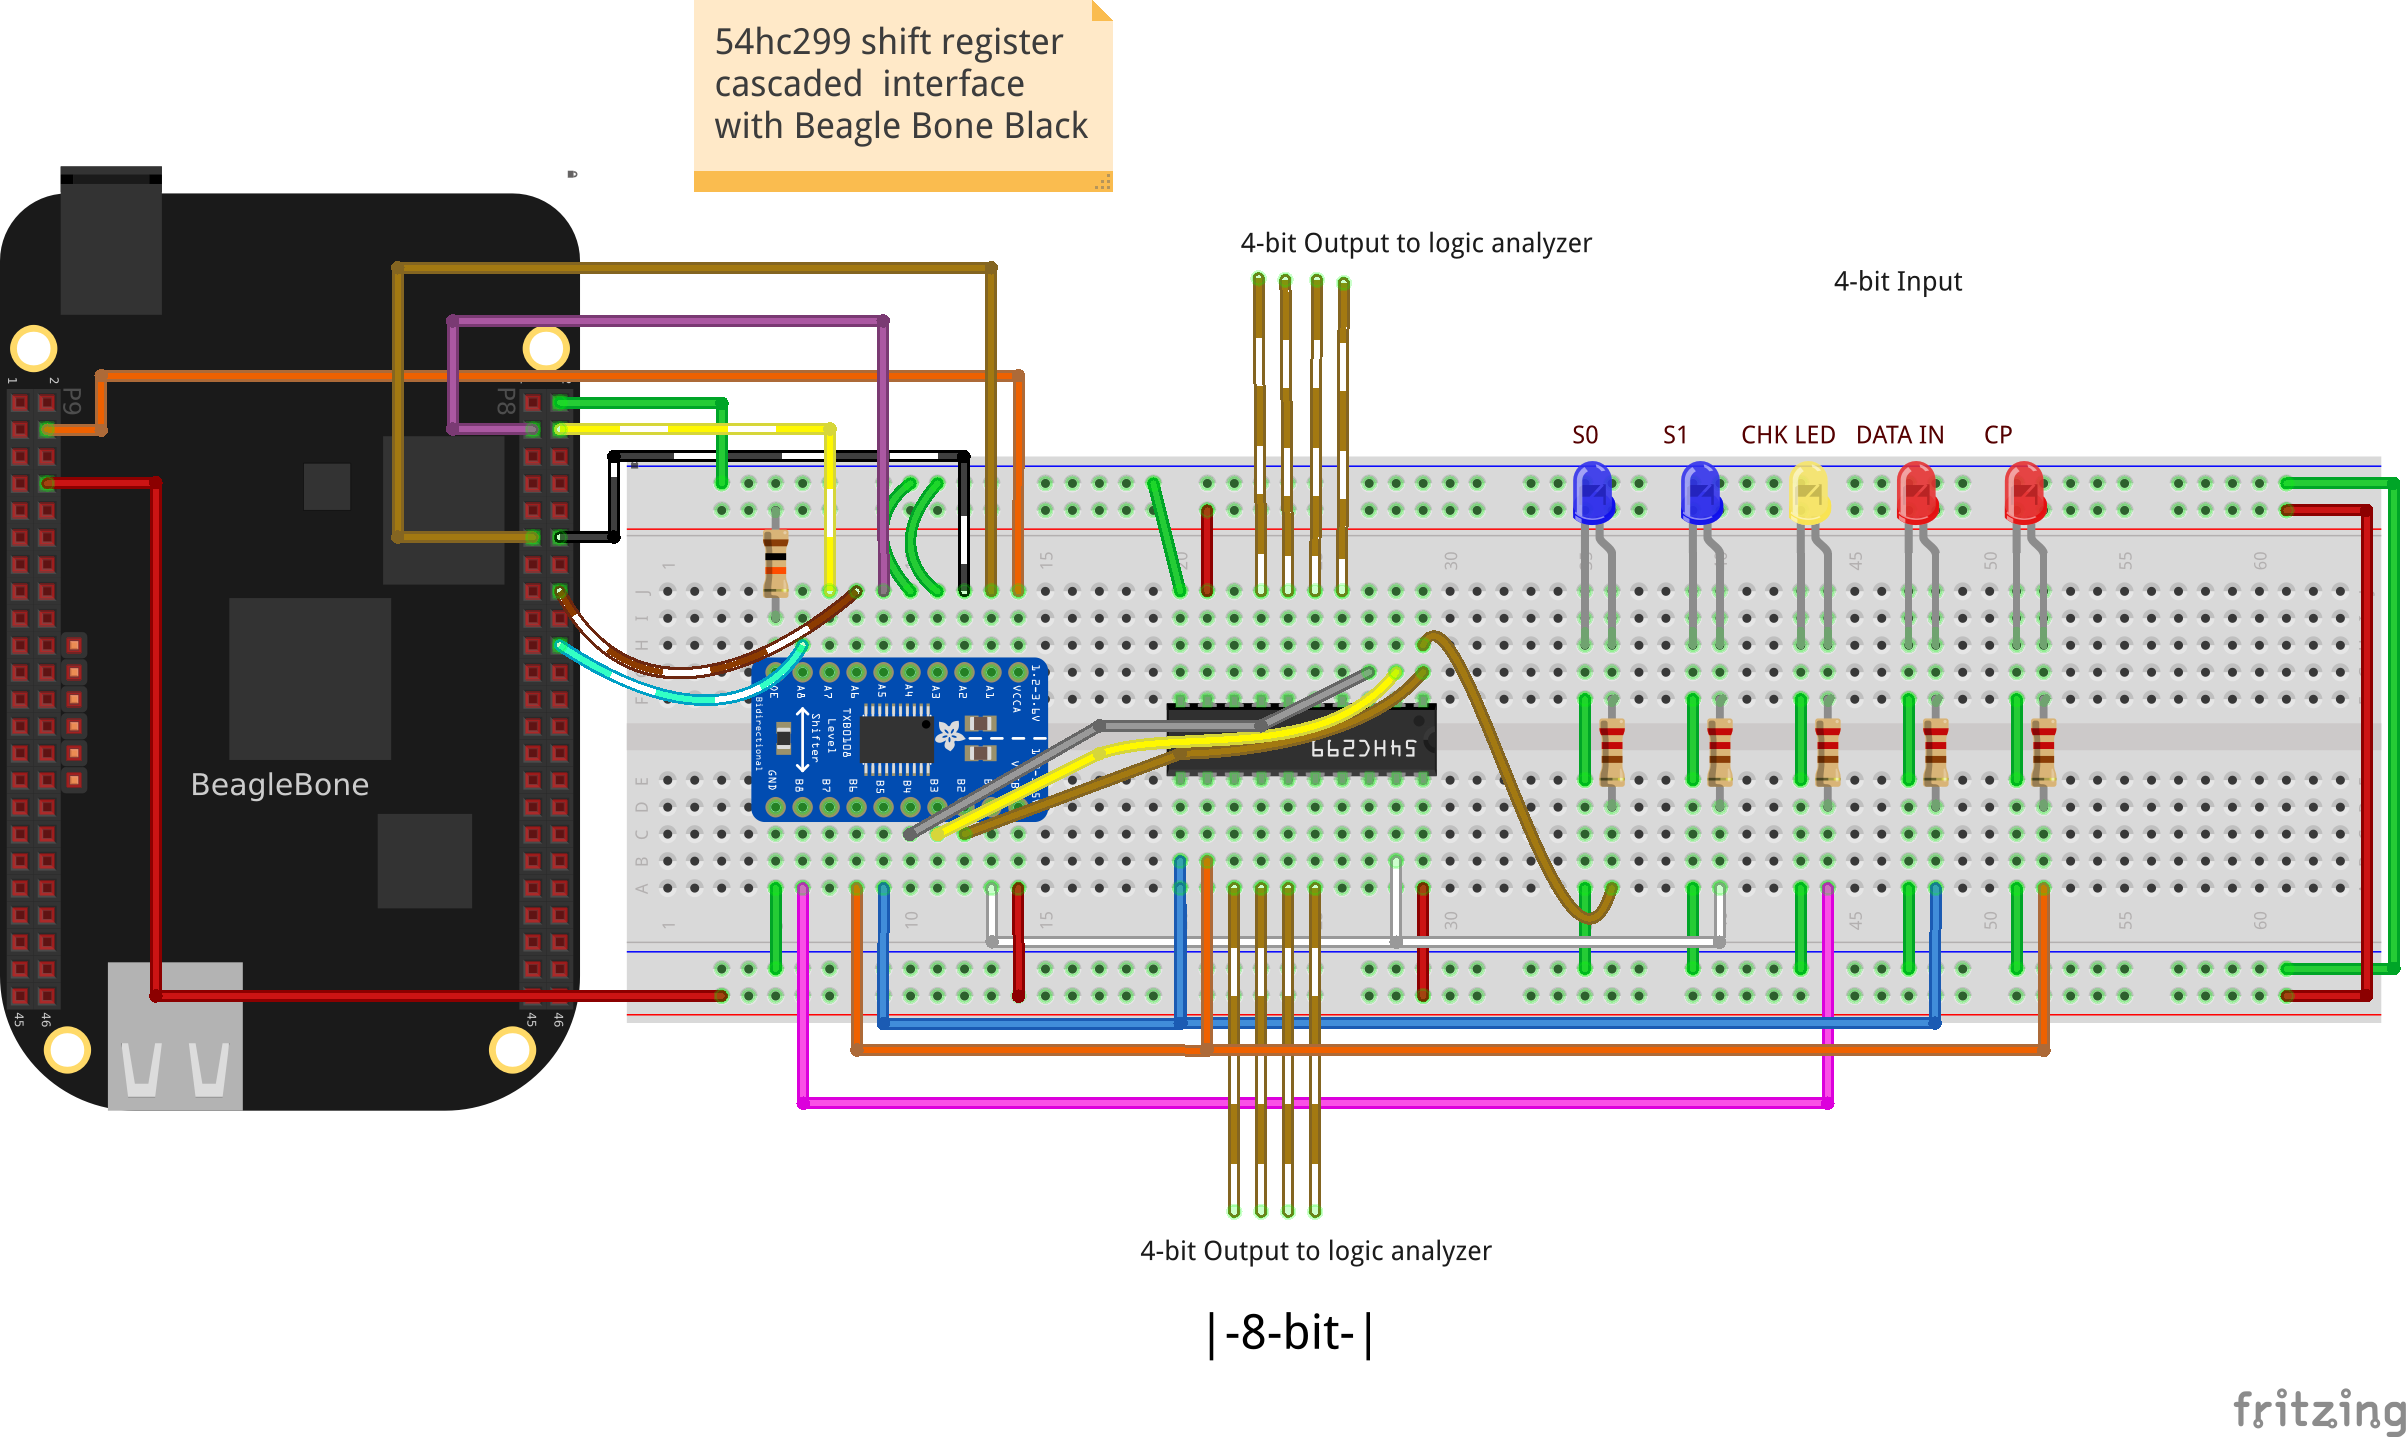 54hc299 shift register
cascaded interface
with Beagle Bone Black
4-bit Output to logic analyzer
4-bit Input
S0 S1 CHK LED DATA IN CP
1 2
P9
P8
45 46
45 46
BeagleBone
1 15 20 30 45 50 55 60
J
I
H
E
D
C
B
A
1 10 15 30 45 50 55 60
A8 A7 A6 A5 A4 A3 A2 A1 VCCA
1.2-3.6V
TXB0108
Level
Shifter
Bidirectional
GND B8 B7 B6 B5 B4 B3 B2
54HC299
4-bit Output to logic analyzer
|-8-bit-|
fritzing